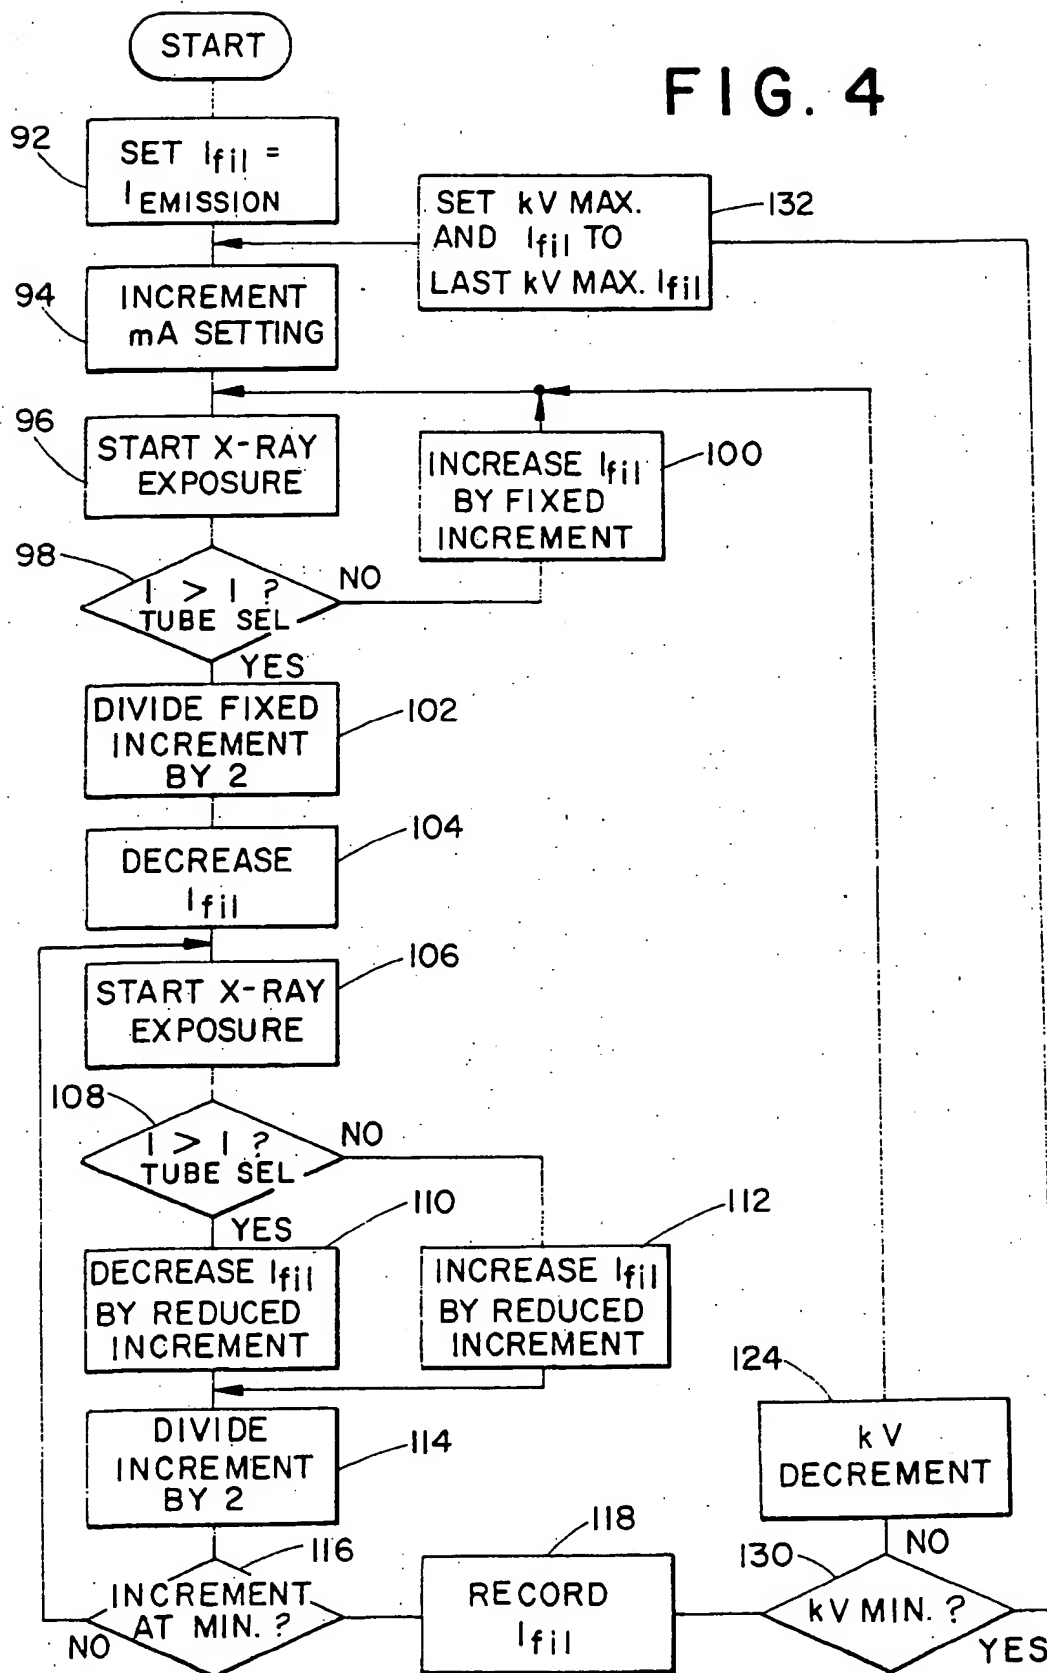 START
FIG. 4
92
SET Ifil =
IEMISSION
SET kV MAX.
AND Ifil TO
LAST kV MAX. Ifil
132
94
INCREMENT
mA SETTING
96
START X-RAY
EXPOSURE
INCREASE Ifil
BY FIXED
INCREMENT
100
98
I > I ?
TUBE SEL
NO
YES
DIVIDE FIXED
INCREMENT
BY 2
102
DECREASE
Ifil
104
START X-RAY
EXPOSURE
106
108
I > I ?
TUBE SEL
NO
YES
110
DECREASE Ifil
BY REDUCED
INCREMENT
112
INCREASE Ifil
BY REDUCED
INCREMENT
DIVIDE
INCREMENT
BY 2
114
124
kV
DECREMENT
NO
116
INCREMENT
AT MIN. ?
NO
118
RECORD
Ifil
130
kV MIN. ?
YES